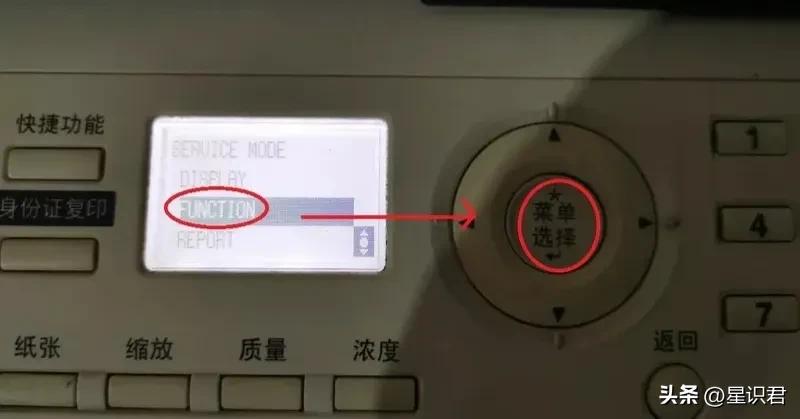 快捷功能
身份证复印
SERVICE MODE
DISPLAY
FUNCTION
REPORT
菜单
选择
1
4
7
纸张
缩放
质量
浓度
返回
头条 @星识君